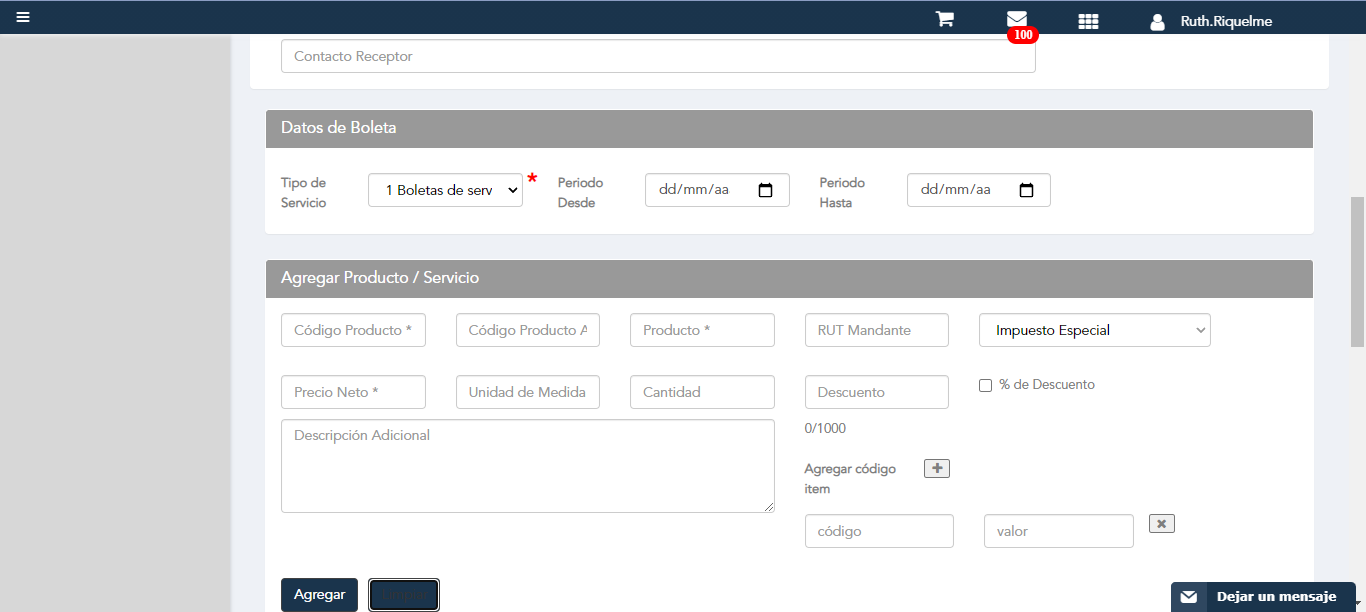 Ruth.Riquelme
100
Contacto Receptor
Datos de Boleta
Tipo de
Servicio
1 Boletas de serv
*
Periodo
Desde
dd/mm/aa
Periodo
Hasta
dd/mm/aa
Agregar Producto / Servicio
Código Producto *
Código Producto A
Producto *
RUT Mandante
Impuesto Especial
Precio Neto *
Unidad de Medida
Cantidad
Descuento
% de Descuento
Descripción Adicional
0/1000
Agregar código
item
código
valor
Agregar
Dejar un mensaje